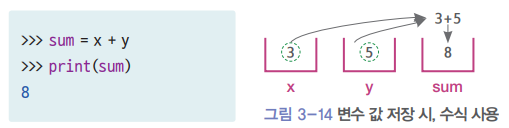 >>> sum = x + y
>>> print(sum)
8
3+5
3 5 8
x y sum
그림 3-14 변수 값 저장 시, 수식 사용